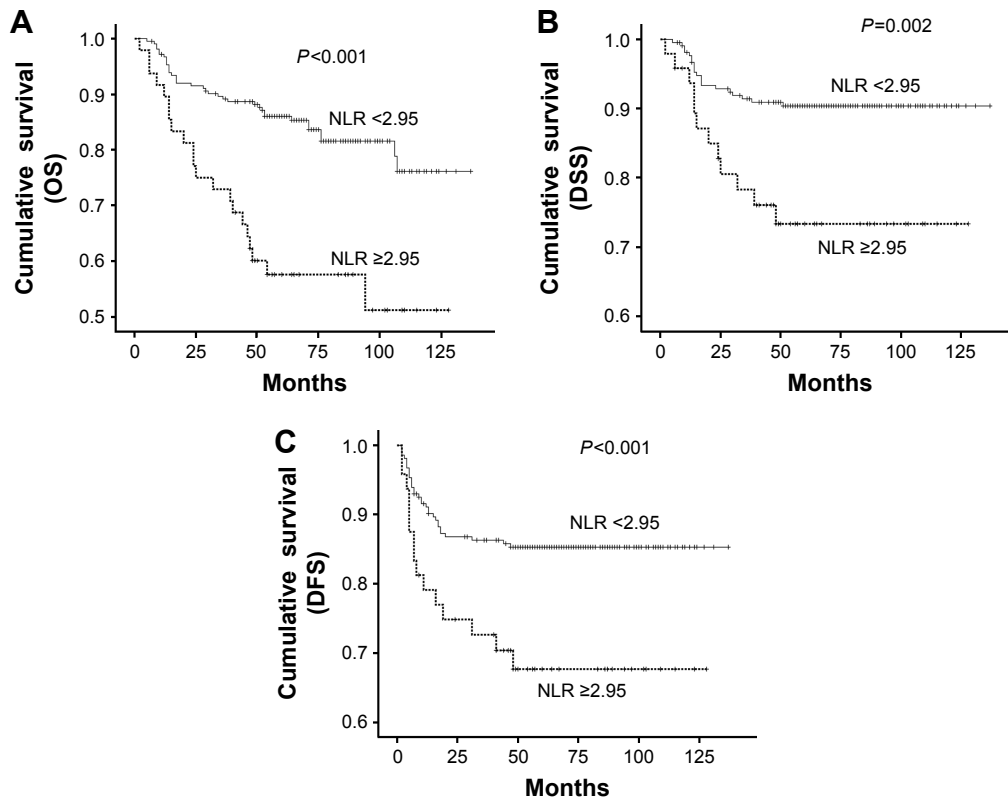 A
Cumulative survival
(OS)
1.0
0.9
0.8
0.7
0.6
0.5
P<0.001
NLR <2.95
NLR ≥2.95
0 25 50 75 100 125
Months
B
Cumulative survival
(DSS)
1.0
0.9
0.8
0.7
0.6
P=0.002
NLR <2.95
NLR ≥2.95
0 25 50 75 100 125
Months
C
Cumulative survival
(DFS)
1.0
0.9
0.8
0.7
0.6
P<0.001
NLR <2.95
NLR ≥2.95
0 25 50 75 100 125
Months